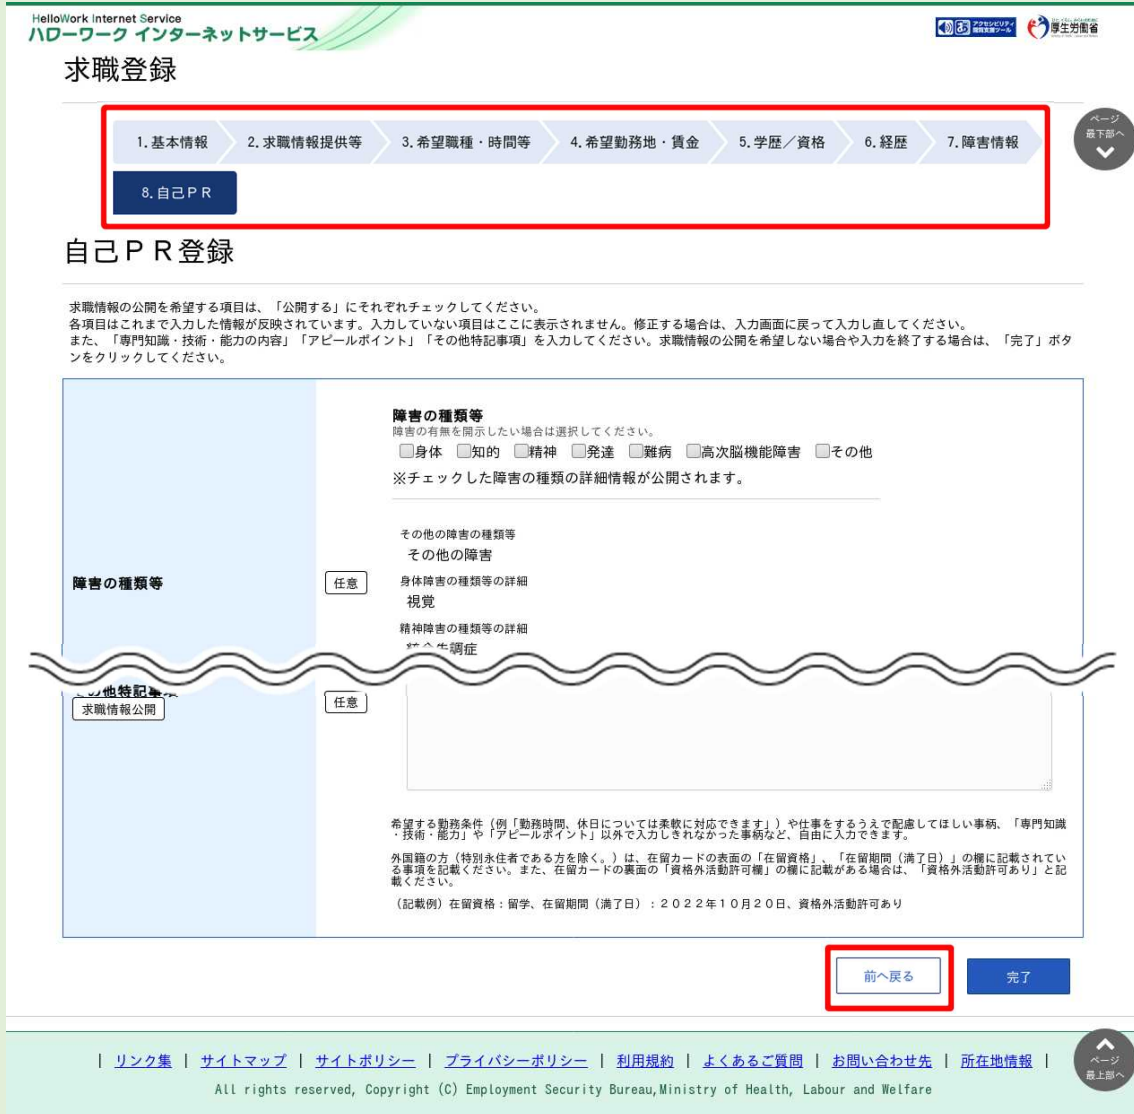 HelloWork Internet Service
ハローワーク インターネットサービス
アクセシビリティ
閲覧支援ツール
厚生労働省
求職登録
1.基本情報
2.求職情報提供等
3.希望職種・時間等
4.希望勤務地・賃金
5.学歴／資格
6.経歴
7.障害情報
8.自己ＰＲ
ページ
最下部へ
自己ＰＲ登録
求職情報の公開を希望する項目は、「公開する」にそれぞれチェックしてください。
各項目はこれまで入力した情報が反映されています。入力していない項目はここに表示されません。修正する場合は、入力画面に戻って入力し直してください。
また、「専門知識・技術・能力の内容」「アピールポイント」「その他特記事項」を入力してください。求職情報の公開を希望しない場合や入力を終了する場合は、「完了」ボタ
ンをクリックしてください。
障害の種類等
任意
障害の種類等
障害の有無を開示したい場合は選択してください。
身体 知的 精神 発達 難病 高次脳機能障害 その他
※チェックした障害の種類の詳細情報が公開されます。
その他の障害の種類等
その他の障害
身体障害の種類等の詳細
視覚
精神障害の種類等の詳細
統合失調症
その他特記事項
求職情報公開
任意
希望する勤務条件（例「勤務時間、休日については柔軟に対応できます」）や仕事をするうえで配慮してほしい事柄、「専門知識
・技術・能力」や「アピールポイント」以外で入力しきれなかった事柄など、自由に入力できます。
外国籍の方（特別永住者である方を除く。）は、在留カードの表面の「在留資格」、「在留期間（満了日）」の欄に記載されてい
る事項を記載ください。また、在留カードの裏面の「資格外活動許可欄」の欄に記載がある場合は、「資格外活動許可あり」と記
載ください。
（記載例）在留資格：留学、在留期間（満了日）：２０２２年１０月２０日、資格外活動許可あり
前へ戻る
完了
| リンク集 | サイトマップ | サイトポリシー | プライバシーポリシー | 利用規約 | よくあるご質問 | お問い合わせ先 | 所在地情報 |
All rights reserved, Copyright (C) Employment Security Bureau,Ministry of Health, Labour and Welfare
ページ
最上部へ